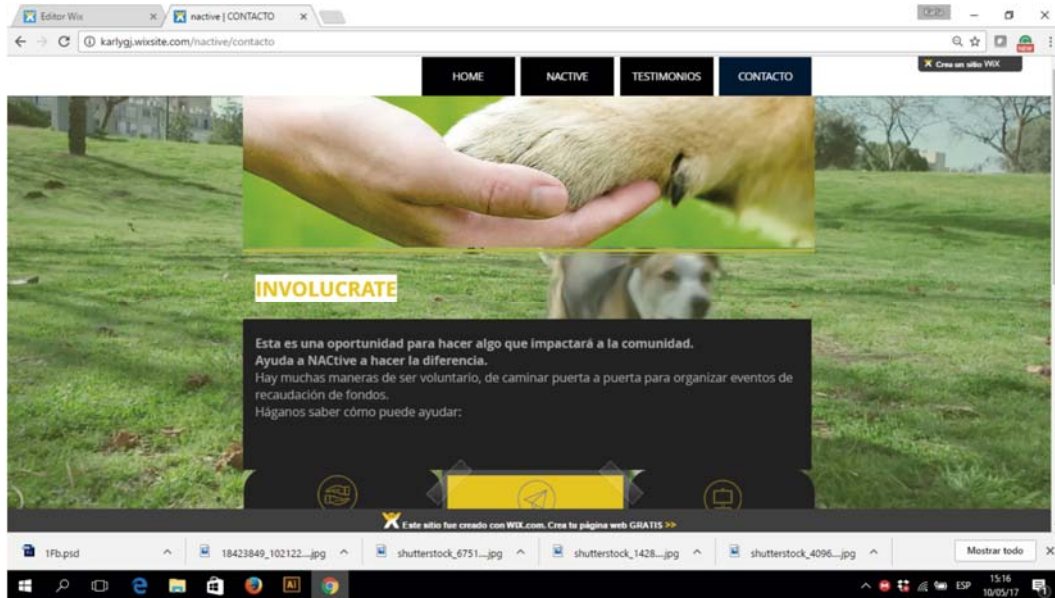 Editor Wix
nactive | CONTACTO
karlygj.wixsite.com/nactive/contacto
NEW
HOME
NACTIVE
TESTIMONIOS
CONTACTO
Crea un sitio WiX
INVOLUCRATE
Esta es una oportunidad para hacer algo que impactará a la comunidad.
Ayuda a NACtive a hacer la diferencia.
Hay muchas maneras de ser voluntario, de caminar puerta a puerta para organizar eventos de
recaudación de fondos.
Háganos saber cómo puede ayudar:
Este sitio fue creado con WIX.com. Crea tu página web GRATIS >>
1Fb.psd
18423849_102122....jpg
shutterstock_6751....jpg
shutterstock_1428....jpg
shutterstock_4096....jpg
Mostrar todo
Ai
ESP
15:16
10/05/17